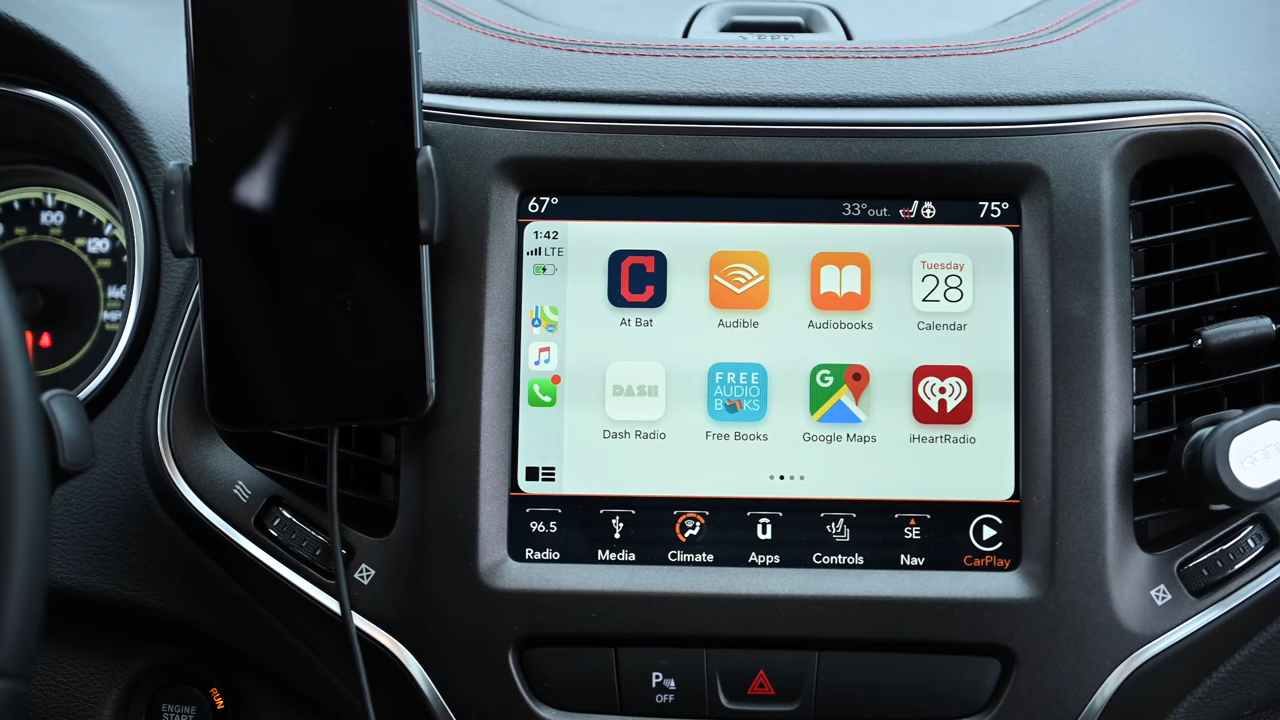 Jeep
67°
33° out.
75°
1:42
LTE
C
At Bat
Audible
Audiobooks
Tuesday
28
Calendar
DASH
Dash Radio
FREE
AUDIO
BOOKS
Free Books
G
Google Maps
iHeartRadio
96.5
Radio
Media
Climate
ū
Apps
Controls
SE
Nav
CarPlay
100
120
140
P
OFF
ENGINE
START
RUN